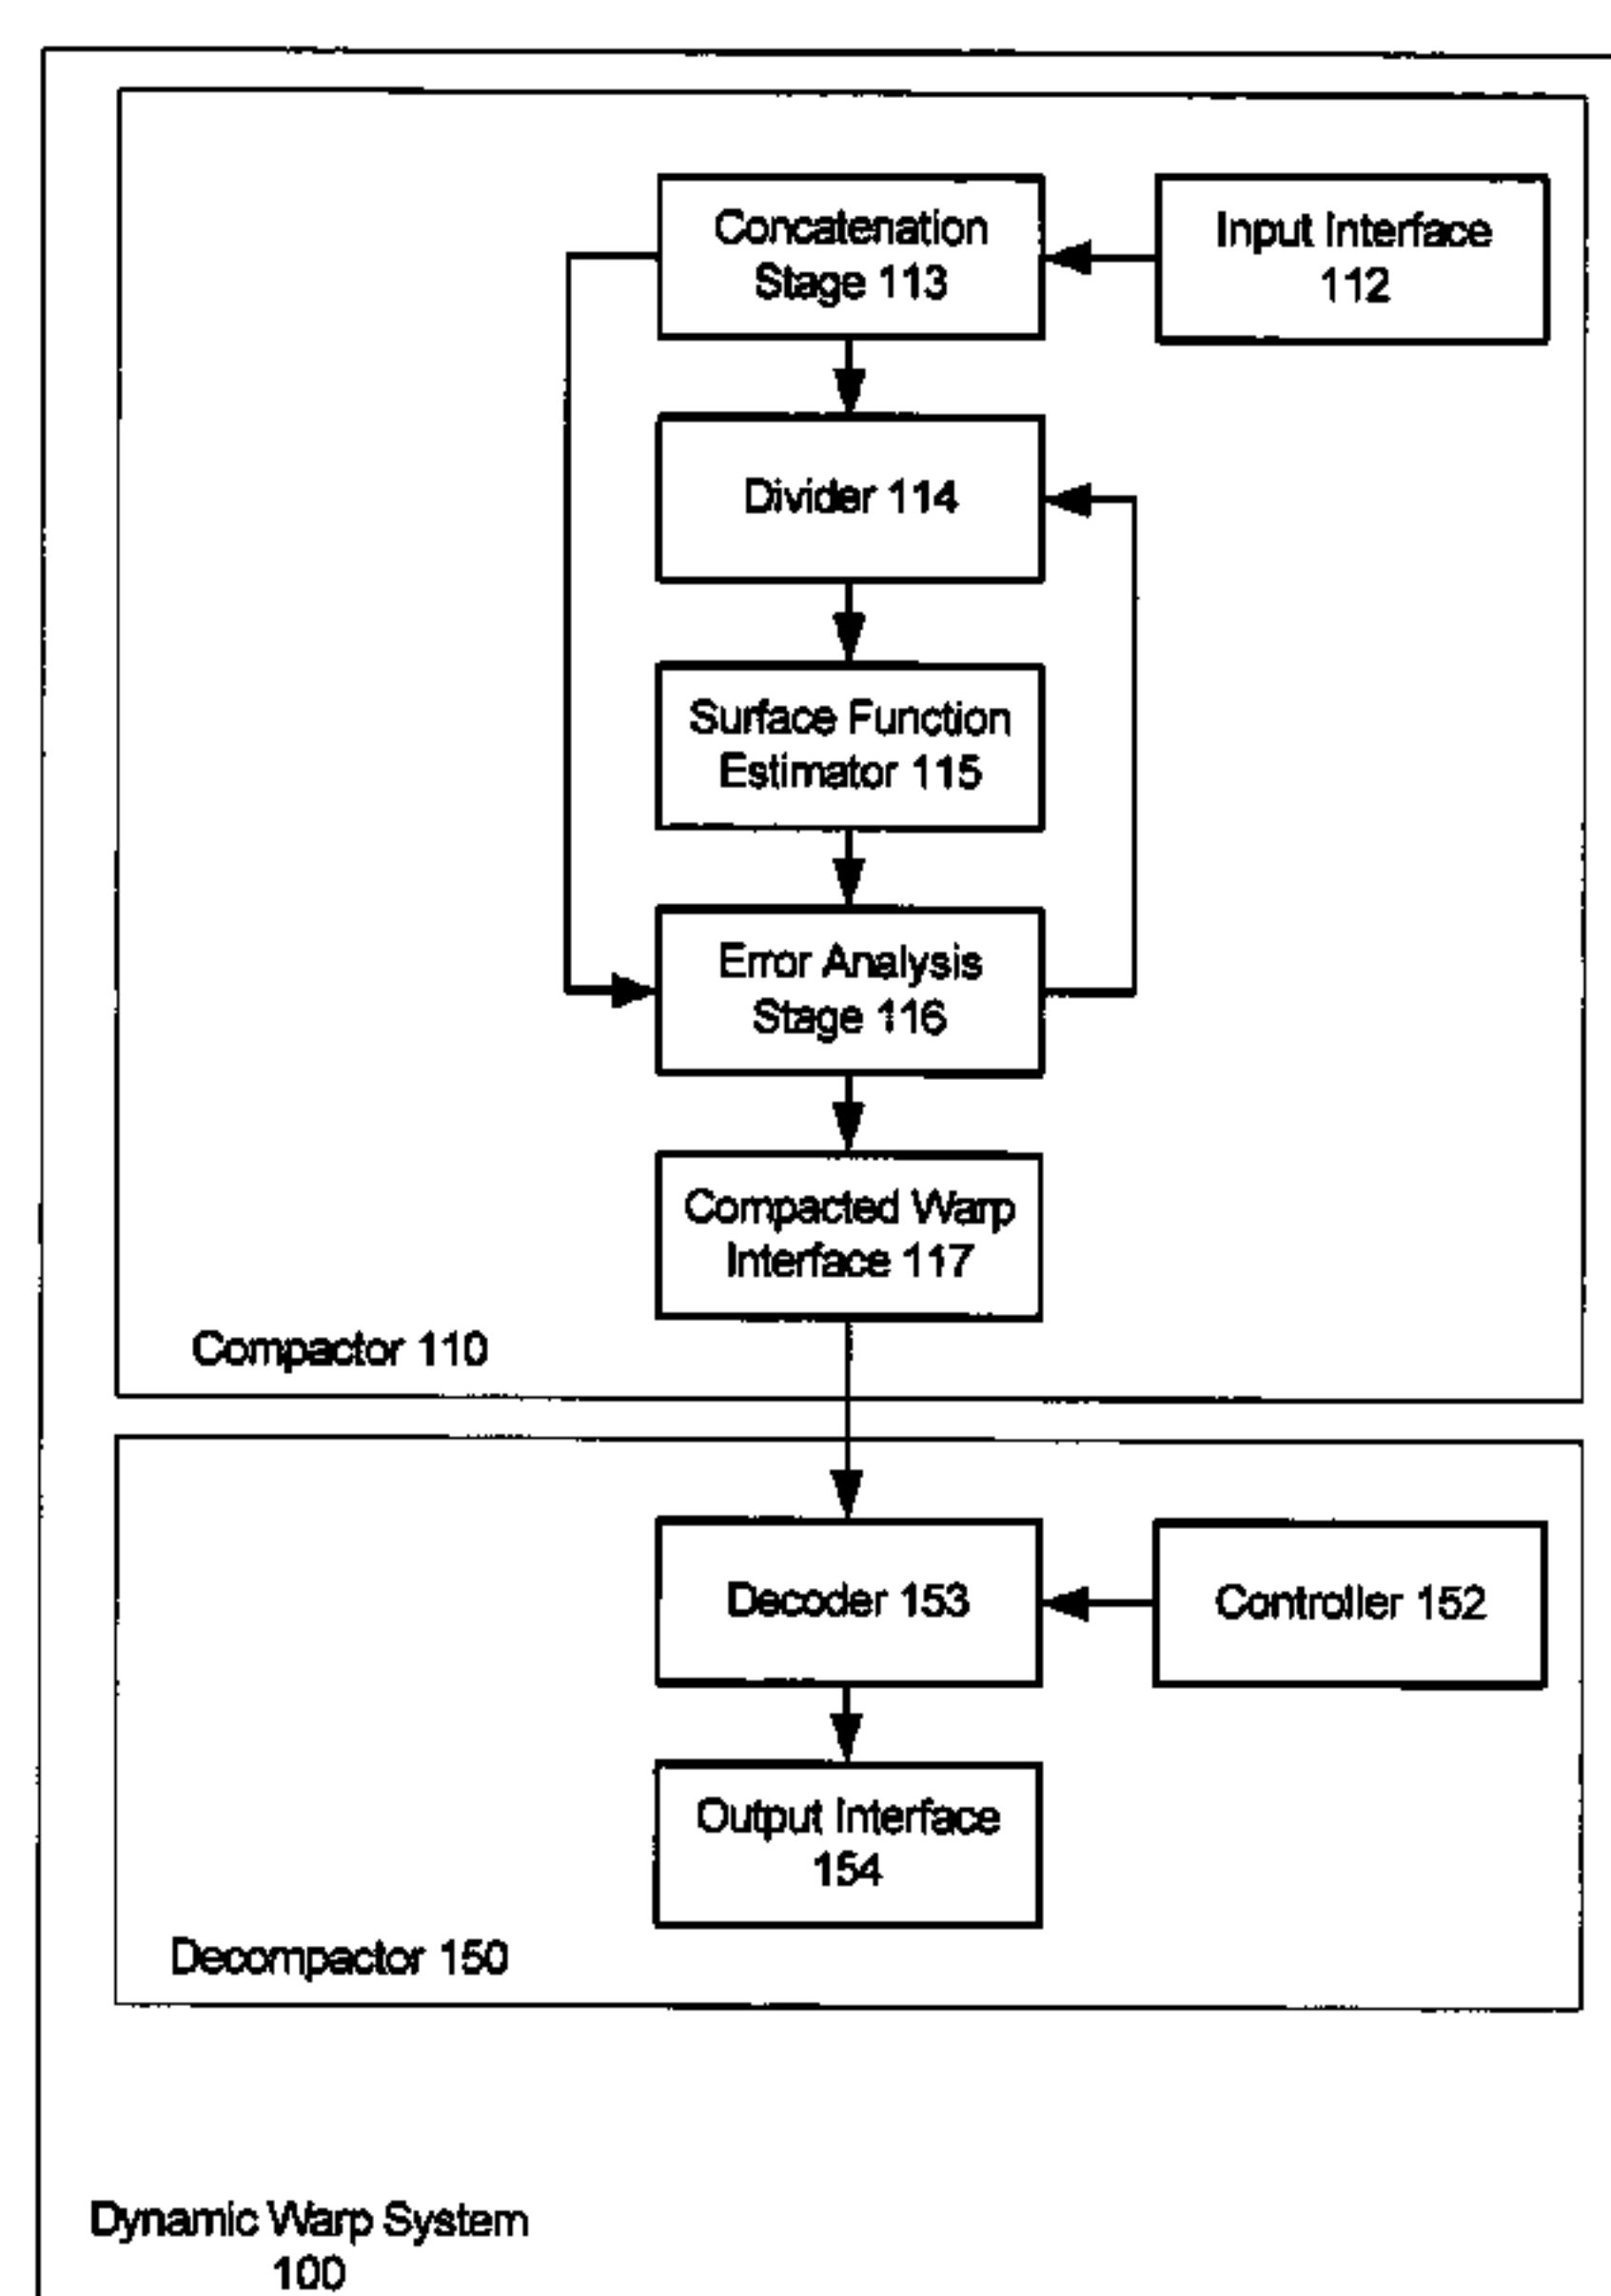 Concatenation
Stage 113
Input Interface
112
Divider 114
Surface Function
Estimator 115
Error Analysis
Stage 116
Compacted Warp
Interface 117
Compactor 110
Decoder 153
Controller 152
Output Interface
154
Decompactor 150
Dynamic Warp System
100